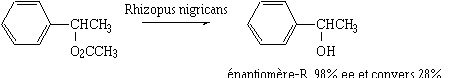 Rhizopus nigricans
CHCH₃
O₂CCH₃
CHCH₃
OH
énantiomère-R 98% ee et convers 28%